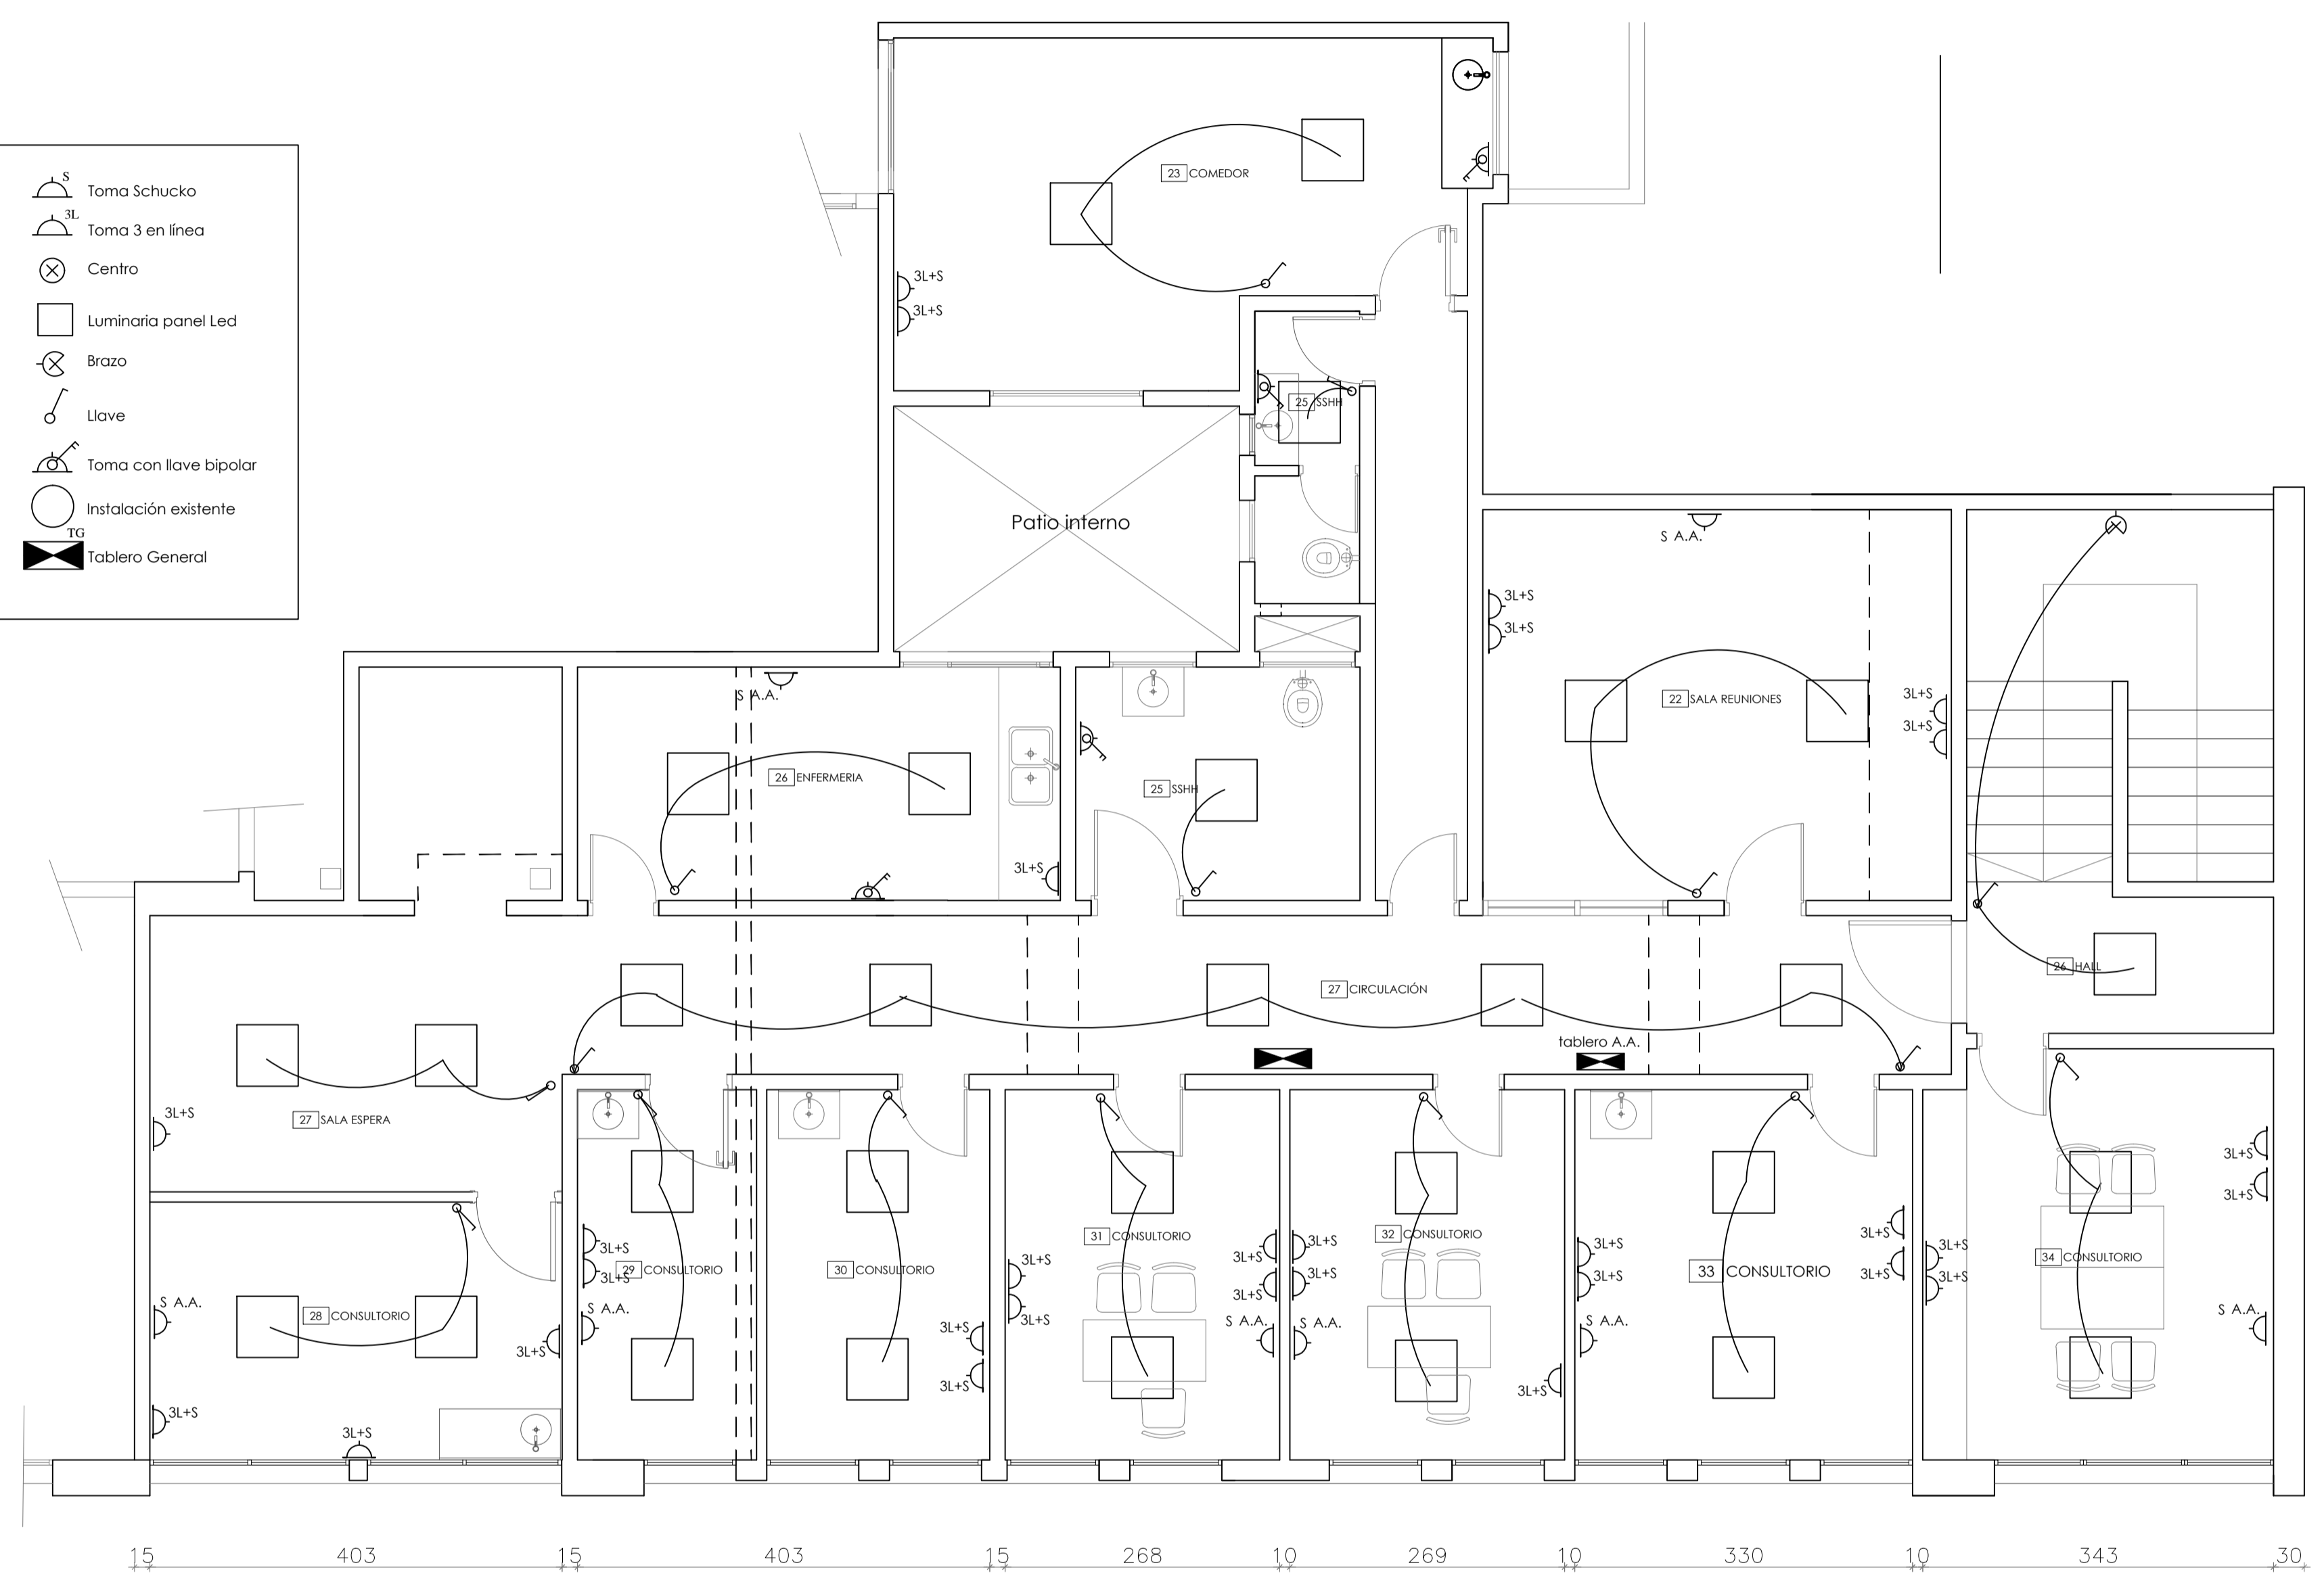 S
Toma Schucko
3L
Toma 3 en línea
Centro
Luminaria panel Led
Brazo
Llave
Toma con llave bipolar
Instalación existente
TG
Tablero General
23 COMEDOR
3L+S
3L+S
25 SSHH
Patio interno
S A.A.
3L+S
3L+S
S A.A.
22 SALA REUNIONES
3L+S
3L+S
26 ENFERMERIA
25 SSHH
3L+S
26 HALL
27 CIRCULACIÓN
tablero A.A.
3L+S
27 SALA ESPERA
3L+S
3L+S
31 CONSULTORIO
32 CONSULTORIO
3L+S
3L+S
3L+S
3L+S
3L+S
3L+S
34 CONSULTORIO
3L+S
3L+S
29 CONSULTORIO
30 CONSULTORIO
3L+S
3L+S
3L+S
33 CONSULTORIO
3L+S
3L+S
3L+S
S A.A.
28 CONSULTORIO
S A.A.
3L+S
S A.A.
S A.A.
S A.A.
S A.A.
3L+S
3L+S
3L+S
3L+S
3L+S
3L+S
15 403 15 403 15 268 10 269 10 330 10 343 30